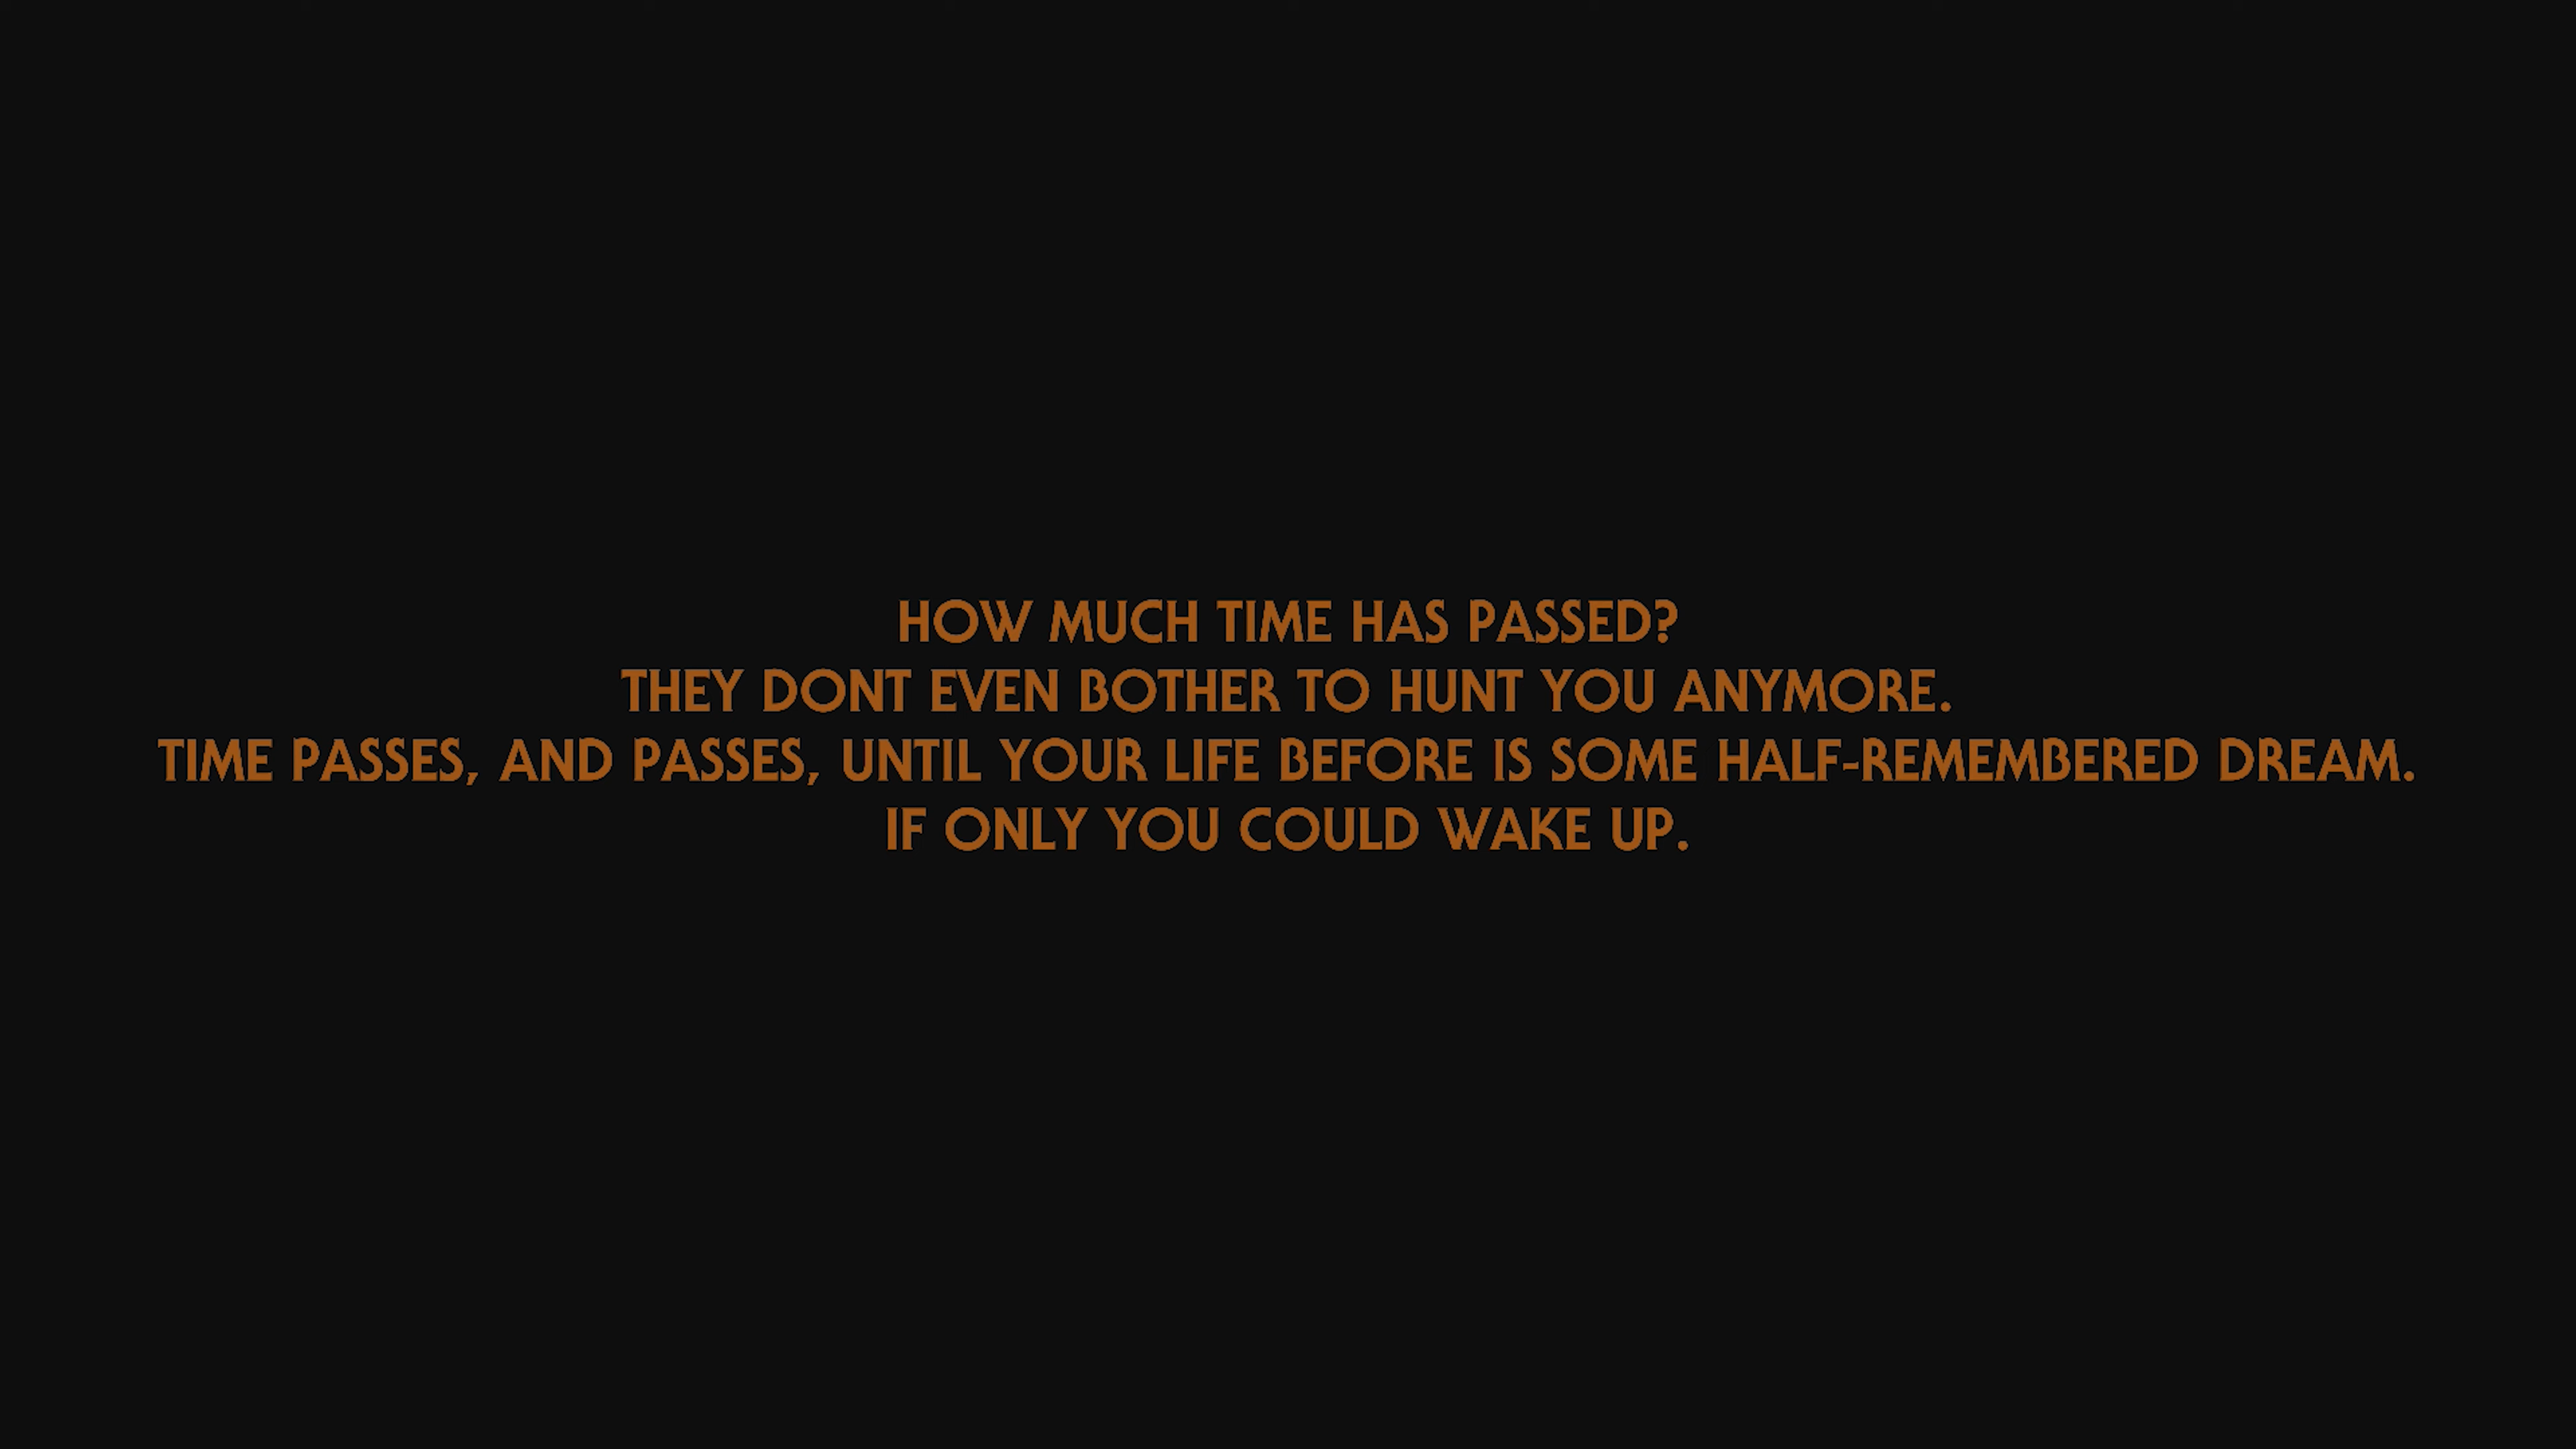 HOW MUCH TIME HAS PASSED?
THEY DONT EVEN BOTHER TO HUNT YOU ANYMORE.
TIME PASSES, AND PASSES, UNTIL YOUR LIFE BEFORE IS SOME HALF-REMEMBERED DREAM.
IF ONLY YOU COULD WAKE UP.